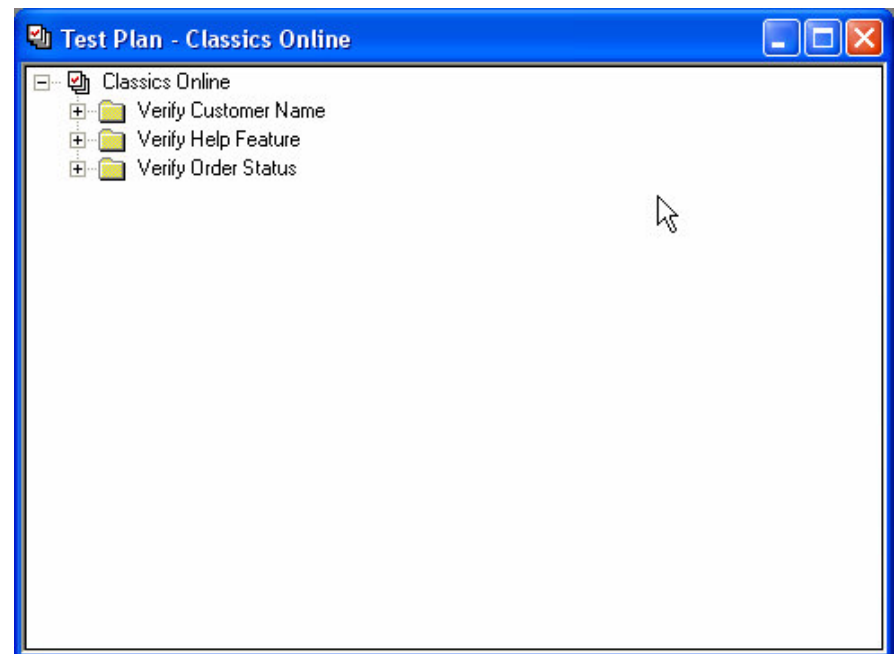 Test Plan - Classics Online
Classics Online
Verify Customer Name
Verify Help Feature
Verify Order Status